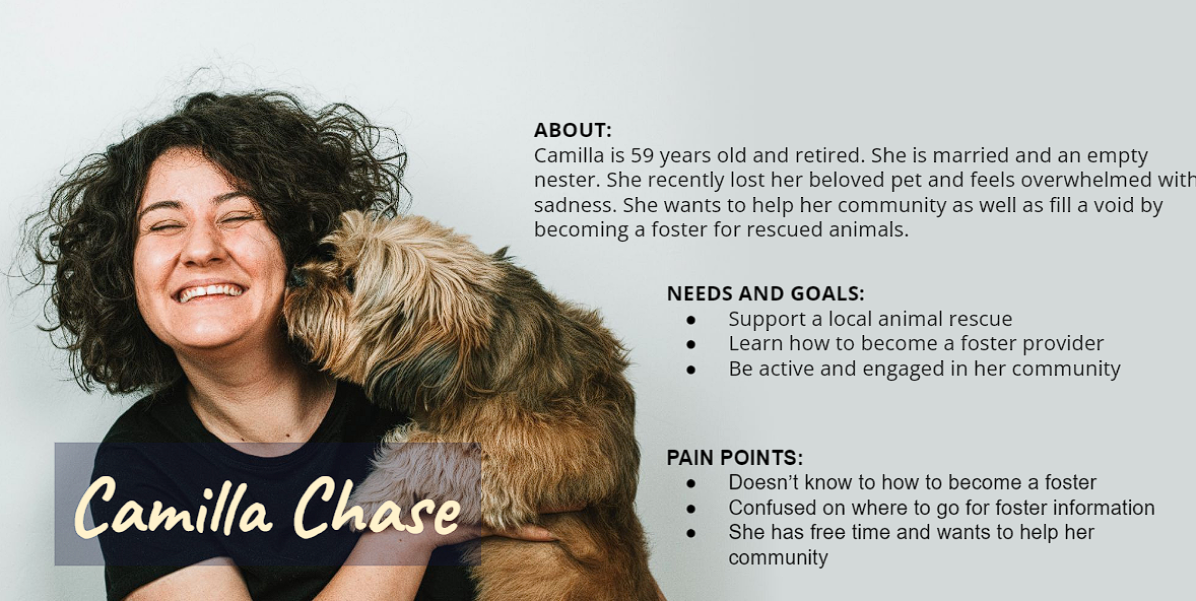 ABOUT:
Camilla is 59 years old and retired. She is married and an empty
nester. She recently lost her beloved pet and feels overwhelmed with
sadness. She wants to help her community as well as fill a void by
becoming a foster for rescued animals.
NEEDS AND GOALS:
● Support a local animal rescue
● Learn how to become a foster provider
● Be active and engaged in her community
PAIN POINTS:
● Doesn’t know to how to become a foster
● Confused on where to go for foster information
● She has free time and wants to help her
community
Camilla Chase